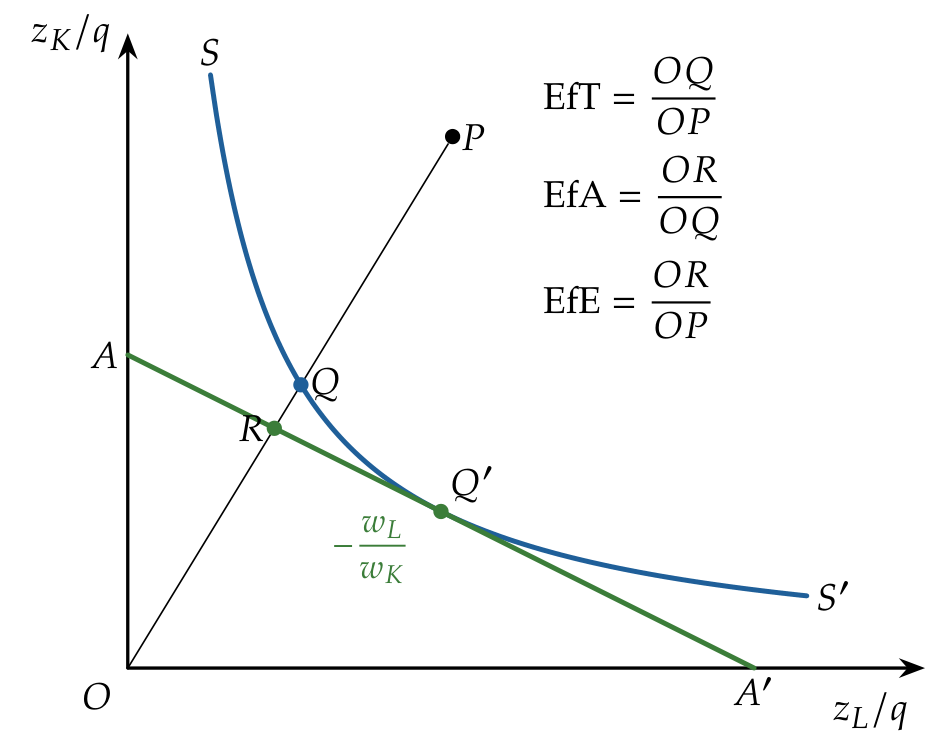 z_K/q
S
P
EfT = OQ/OP
EfA = OR/OQ
EfE = OR/OP
A
Q
R
Q′
−w_L/w_K
S′
O
A′
z_L/q